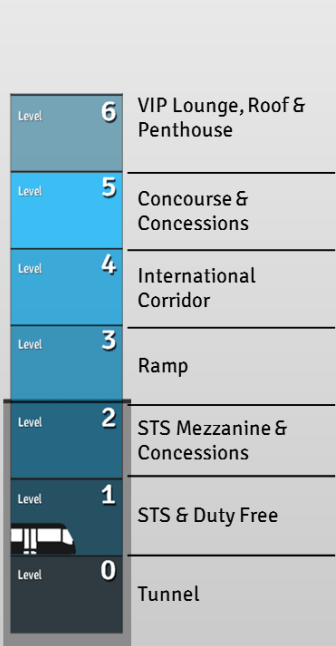 Level 6 VIP Lounge, Roof &
Penthouse
Level 5 Concourse &
Concessions
Level 4 International
Corridor
Level 3 Ramp
Level 2 STS Mezzanine &
Concessions
Level 1 STS & Duty Free
Level 0 Tunnel